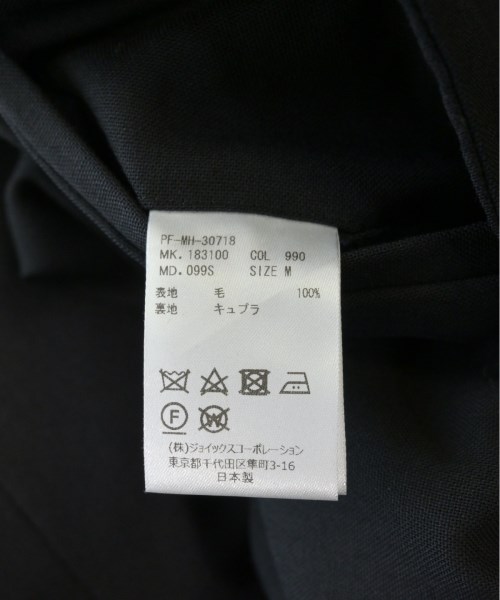 PF-MH-30718
MK. 183100 COL 990
MD. 099S SIZE M
表地 毛 100%
裏地 キュプラ
F W
(株)ジョイックスコーポレーション
東京都千代田区隼町3-16
日本製